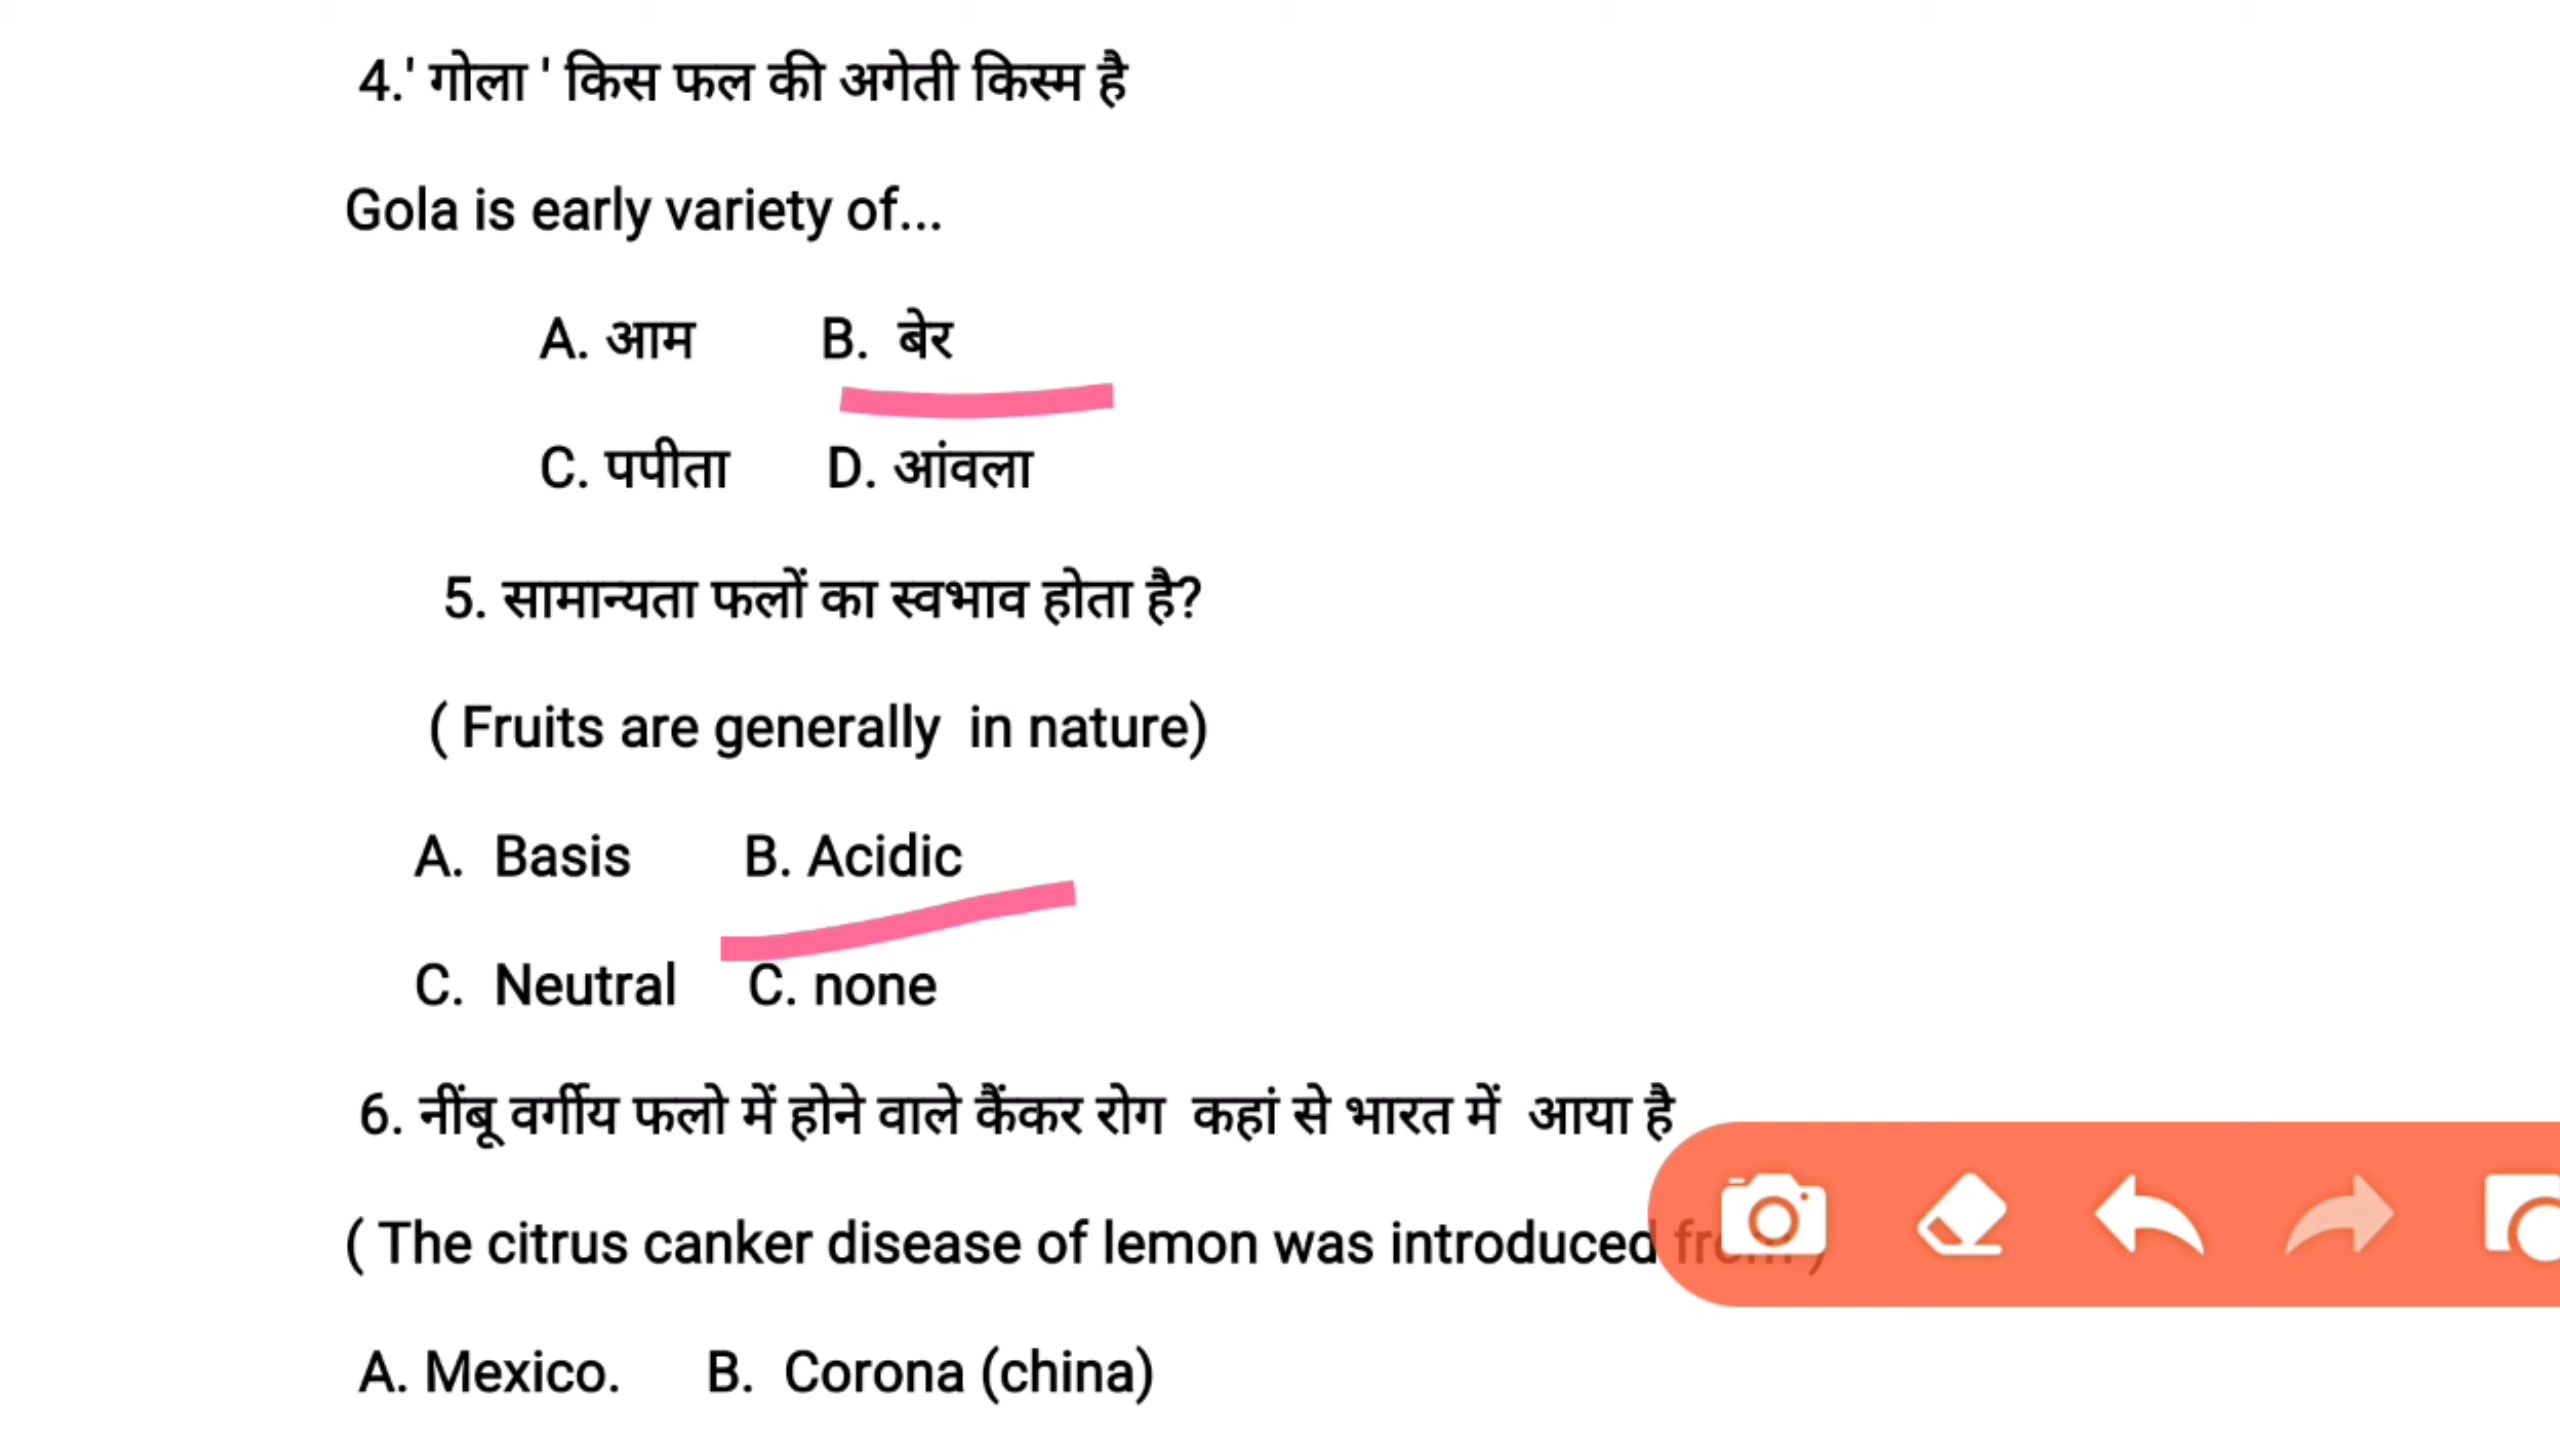 4.' गोला ' किस फल की अगेती किस्म है
Gola is early variety of...
A. आम B. बेर
C. पपीता D. आंवला
5. सामान्यता फलों का स्वभाव होता है?
( Fruits are generally in nature)
A. Basis B. Acidic
C. Neutral C. none
6. नींबू वर्गीय फलो में होने वाले कैंकर रोग कहां से भारत में आया है
( The citrus canker disease of lemon was introduced
A. Mexico. B. Corona (china)